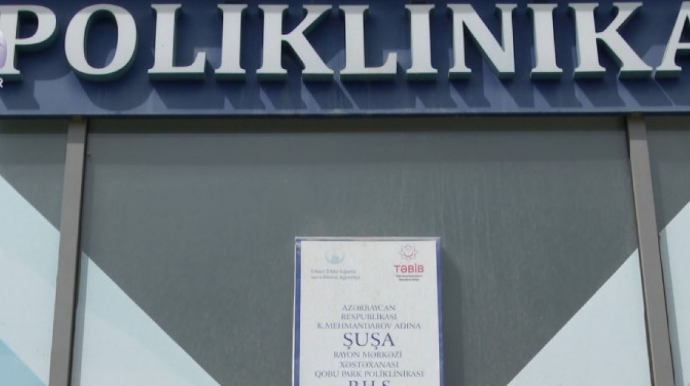 POLIKLINIKA
TƏBİB
AZƏRBAYCAN
RESPUBLİKASI
K.MEHMANDAROV ADINA
ŞUŞA
RAYON MƏRKƏZİ
XƏSTƏXANASI
QOBU PARK POLİKLİNİKASI